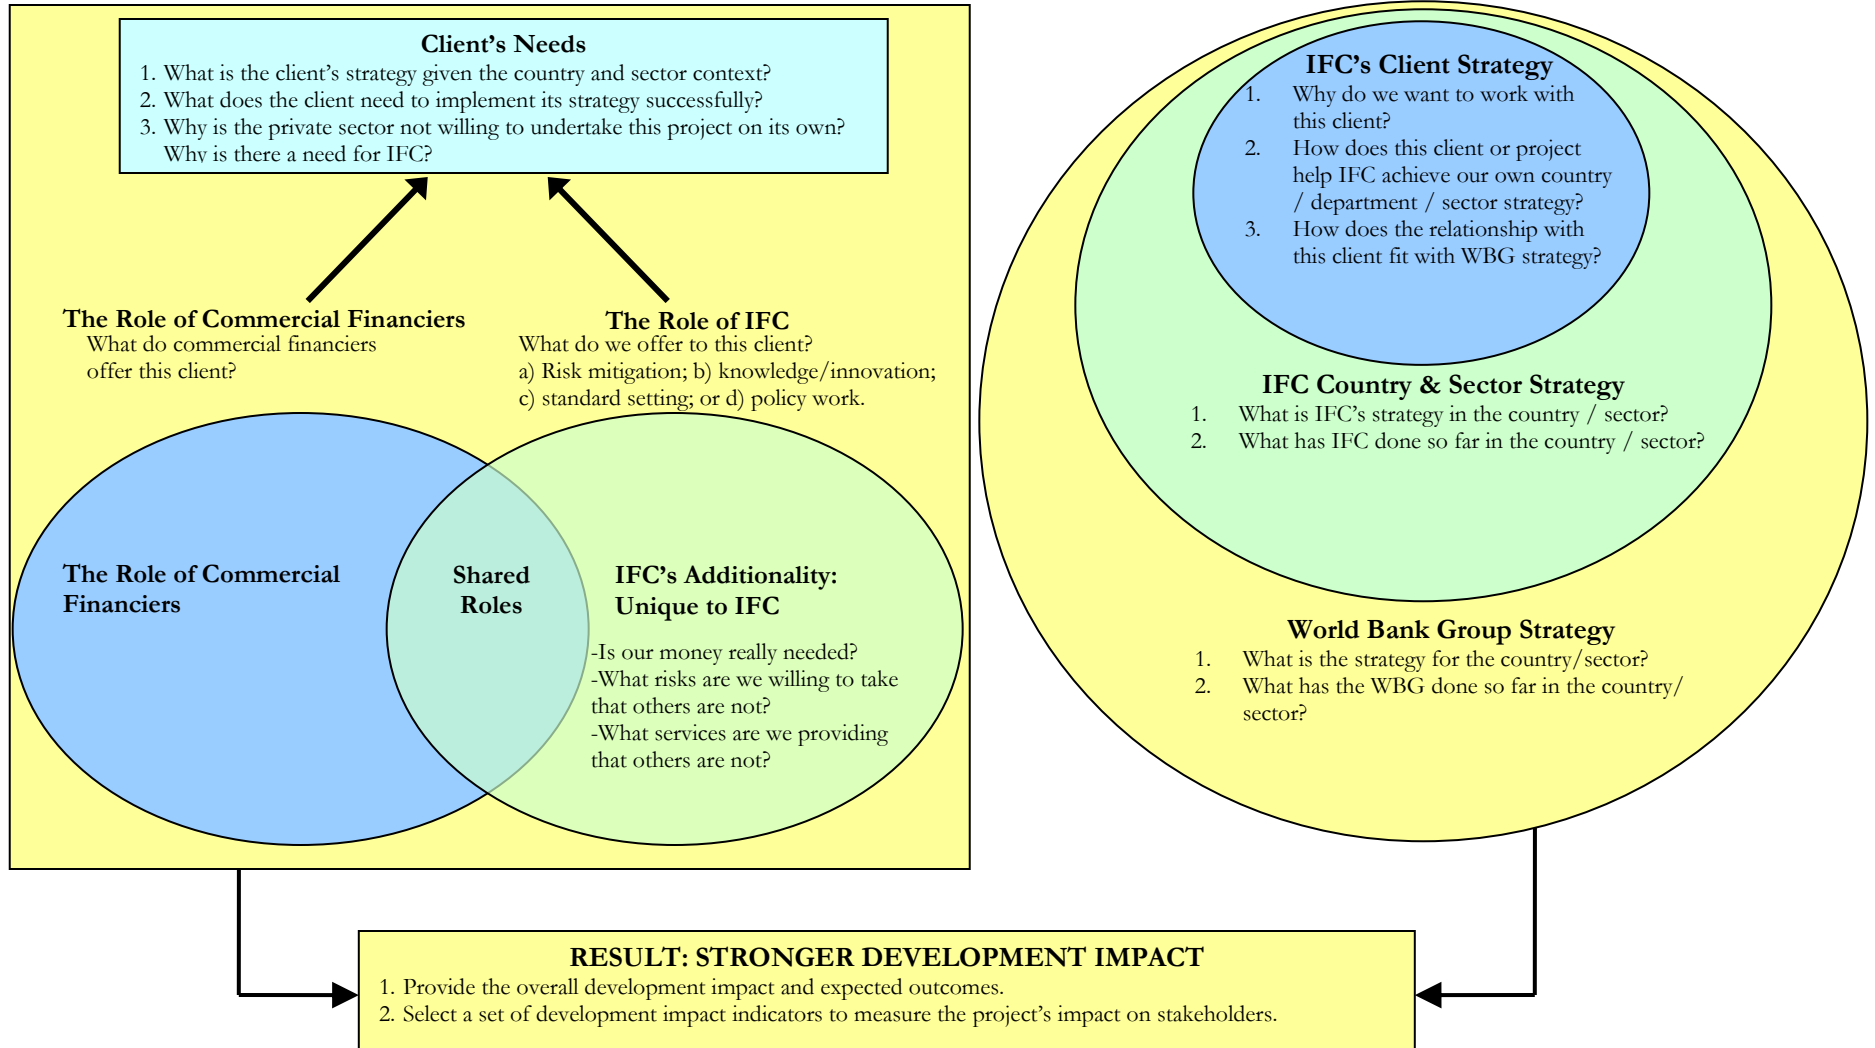 Client’s Needs
1. What is the client’s strategy given the country and sector context?
2. What does the client need to implement its strategy successfully?
3. Why is the private sector not willing to undertake this project on its own?
Why is there a need for IFC?
The Role of Commercial Financiers
What do commercial financiers
offer this client?
The Role of IFC
What do we offer to this client?
a) Risk mitigation; b) knowledge/innovation;
c) standard setting; or d) policy work.
The Role of Commercial
Financiers
Shared
Roles
IFC’s Additionality:
Unique to IFC
-Is our money really needed?
-What risks are we willing to take
that others are not?
-What services are we providing
that others are not?
IFC’s Client Strategy
1. Why do we want to work with
this client?
2. How does this client or project
help IFC achieve our own country
/ department / sector strategy?
3. How does the relationship with
this client fit with WBG strategy?
IFC Country & Sector Strategy
1. What is IFC’s strategy in the country / sector?
2. What has IFC done so far in the country / sector?
World Bank Group Strategy
1. What is the strategy for the country/sector?
2. What has the WBG done so far in the country/
sector?
RESULT: STRONGER DEVELOPMENT IMPACT
1. Provide the overall development impact and expected outcomes.
2. Select a set of development impact indicators to measure the project’s impact on stakeholders.